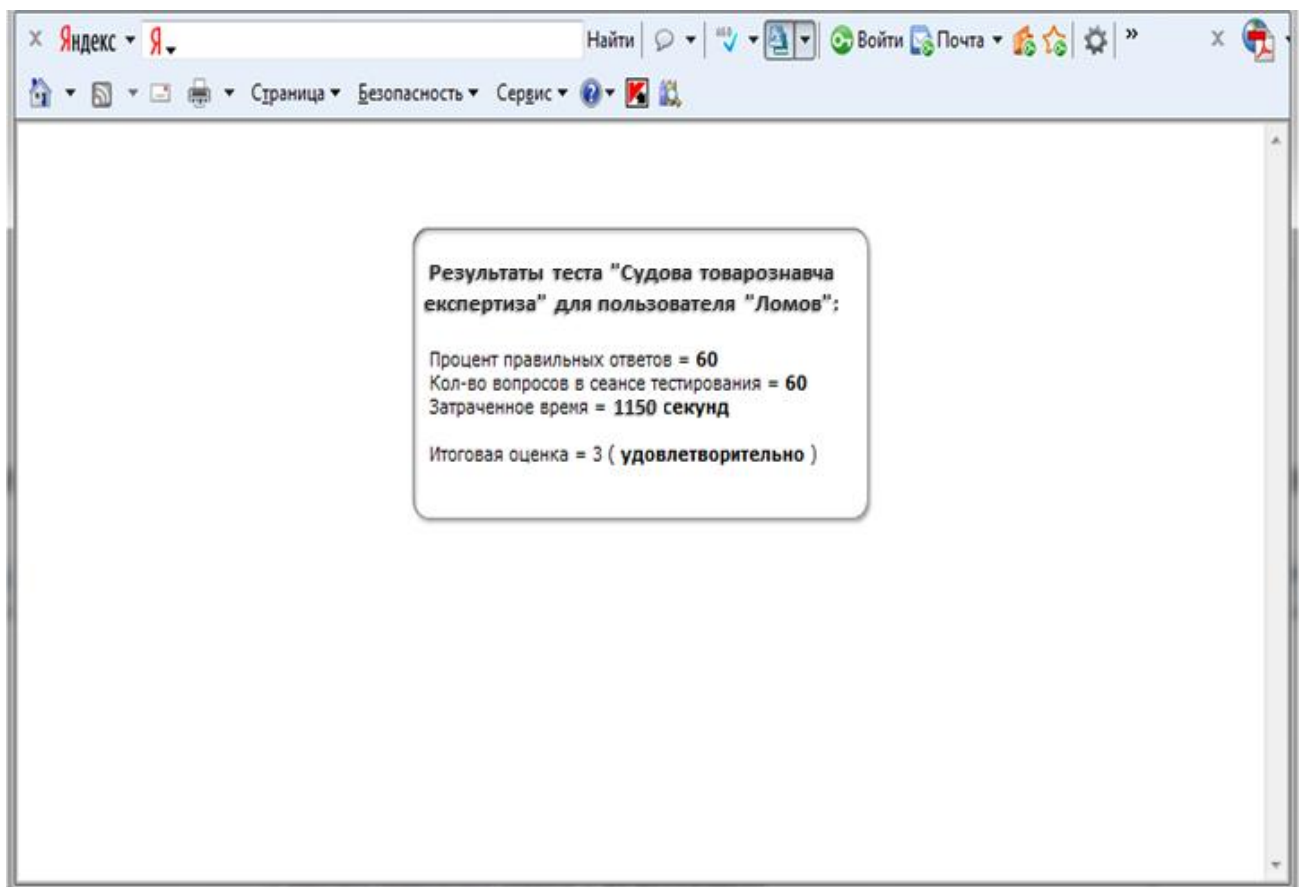 x Яндекс Я Найти Войти Почта » x
Страница Безопасность Сервис
Результаты теста "Судова товарознавча
експертиза" для пользователя "Ломов":
Процент правильных ответов = 60
Кол-во вопросов в сеансе тестирования = 60
Затраченное время = 1150 секунд
Итоговая оценка = 3 ( удовлетворительно )